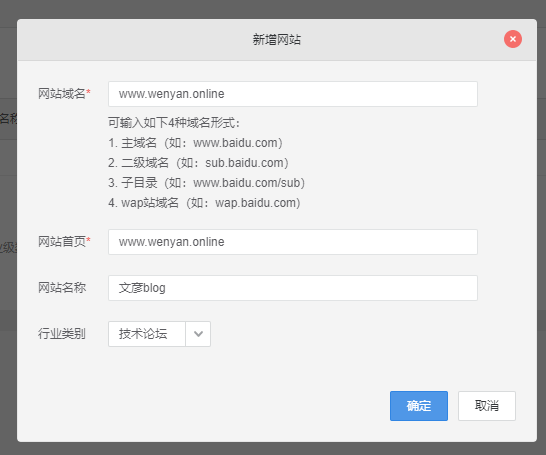 新增网站
网站域名* www.wenyan.online
可输入如下4种域名形式:
1. 主域名（如：www.baidu.com）
2. 二级域名（如：sub.baidu.com）
3. 子目录（如：www.baidu.com/sub）
4. wap站域名（如：wap.baidu.com）
网站首页* www.wenyan.online
网站名称 文彦blog
行业类别 技术论坛
确定 取消